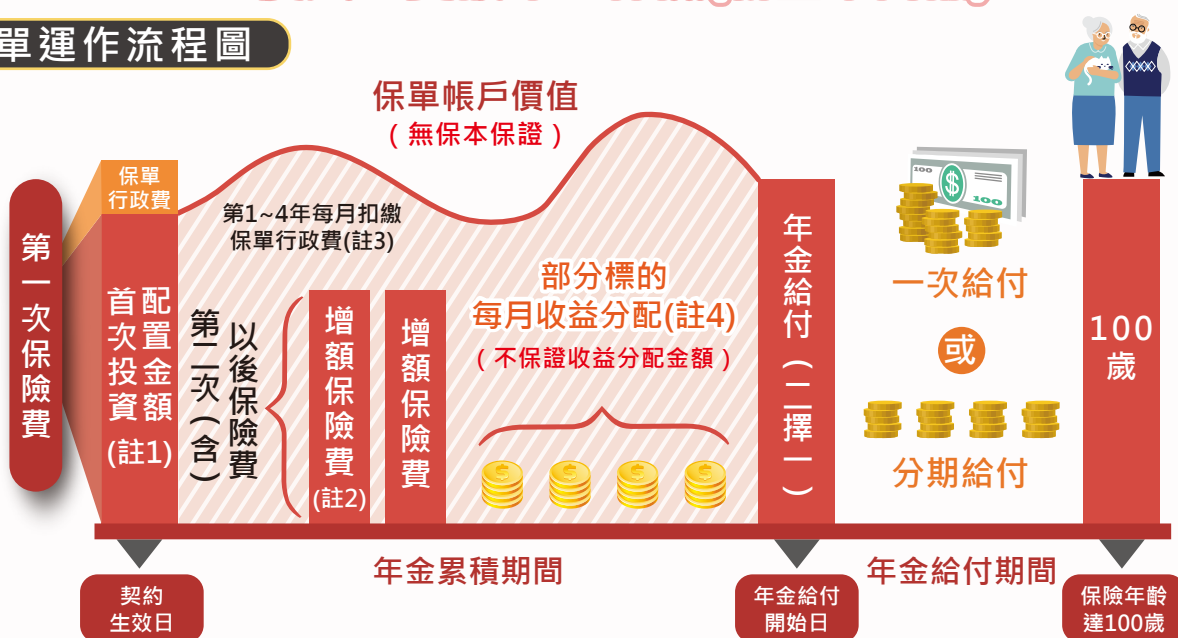 單運作流程圖
保單帳戶價值
(無保本保證)
第一次保險費
保單
行政費
首次投資
配置金額
(註1)
第1~4年每月扣繳
保單行政費(註3)
第二次(含)
以後保險費
增額保險費
(註2)
增額保險費
部分標的
每月收益分配(註4)
(不保證收益分配金額)
年金給付(二擇一)
100
100
一次給付
或
分期給付
100
歲
年金累積期間
年金給付期間
契約
生效日
年金給付
開始日
保險年齡
達100歲